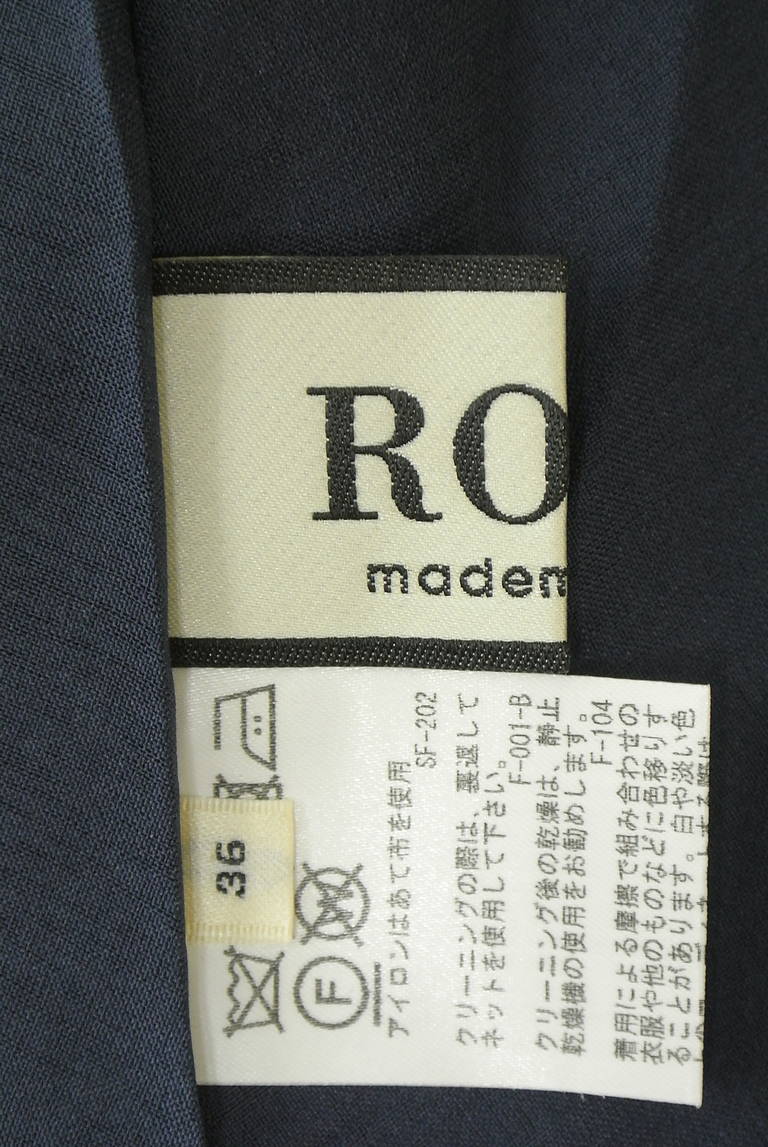 RO
madem
36
W
F
アイロンはあて布を使用
SF-202
クリーニングの際は、裏返して
ネットを使用して下さい。
F-001-B
クリーニング後の乾燥は、静止
乾燥機の使用をお勧めします。
F-104
着用による摩擦で組み合わせの
衣服や他のものなどに色移りす
ることがあります。白や淡い色